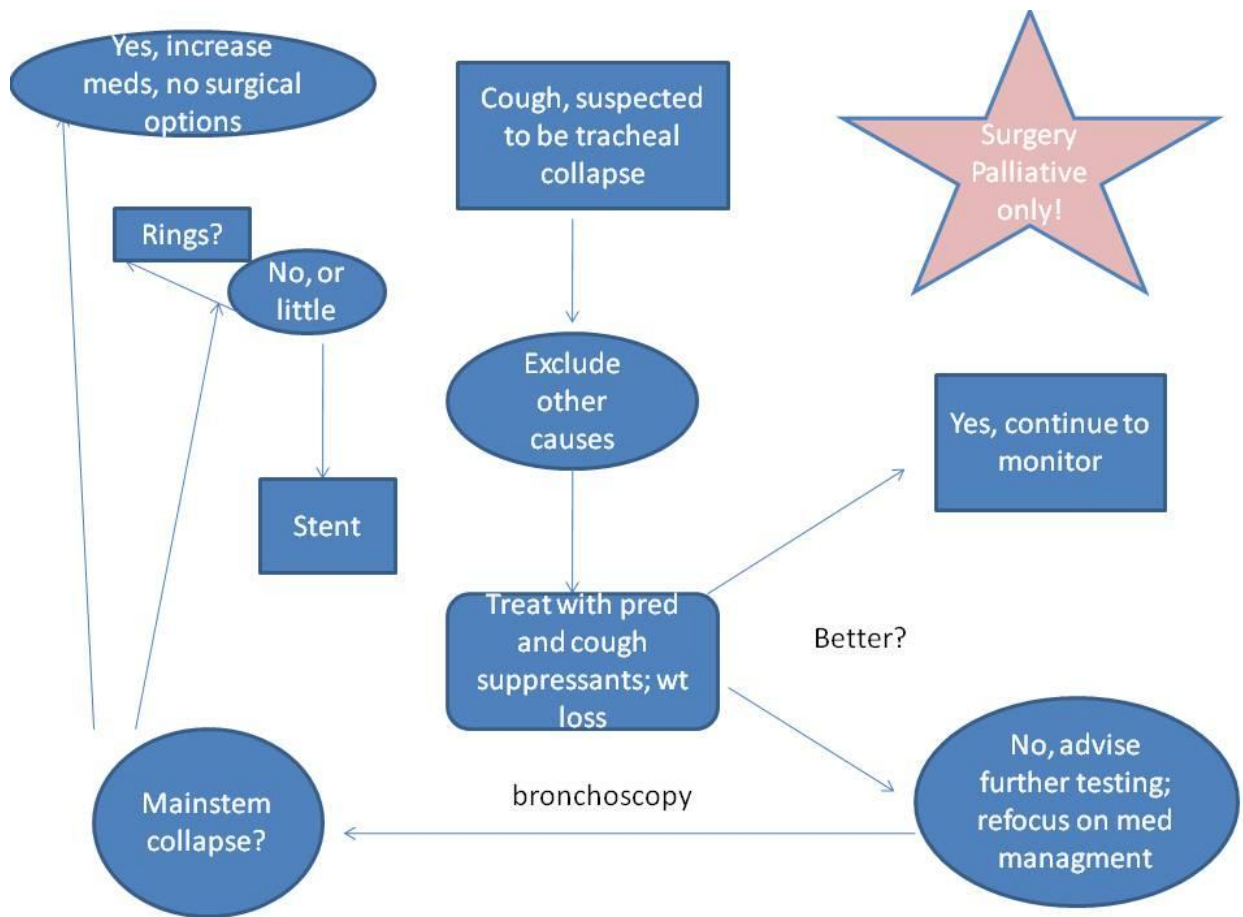 Yes, increase
meds, no surgical
options
Cough, suspected
to be tracheal
collapse
Surgery
Palliative
only!
Rings?
No, or
little
Exclude
other
causes
Yes, continue to
monitor
Stent
Treat with pred
and cough
suppressants; wt
loss
Better?
No, advise
further testing;
refocus on med
managment
bronchoscopy
Mainstem
collapse?